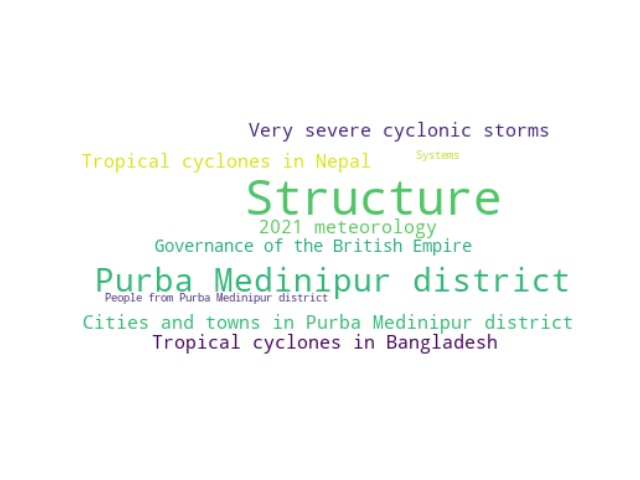 Very severe cyclonic storms
Tropical cyclones in Nepal
Systems
Structure
2021 meteorology
Governance of the British Empire
Purba Medinipur district
People from Purba Medinipur district
Cities and towns in Purba Medinipur district
Tropical cyclones in Bangladesh